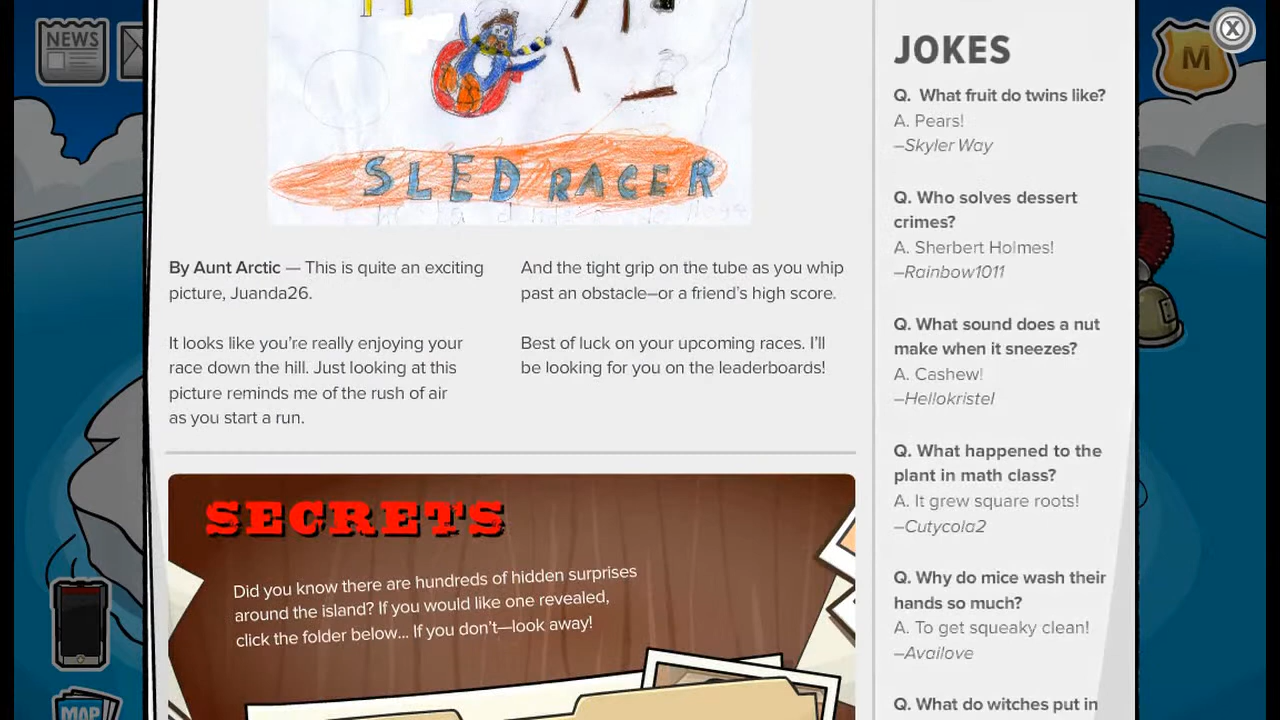 NEWS
M
X
SLED RACER
By Aunt Arctic — This is quite an exciting
picture, Juanda26.
It looks like you're really enjoying your
race down the hill. Just looking at this
picture reminds me of the rush of air
as you start a run.
And the tight grip on the tube as you whip
past an obstacle–or a friend's high score.
Best of luck on your upcoming races. I'll
be looking for you on the leaderboards!
SECRETS
Did you know there are hundreds of hidden surprises
around the island? If you would like one revealed,
click the folder below... If you don't—look away!
JOKES
Q. What fruit do twins like?
A. Pears!
–Skyler Way
Q. Who solves dessert
crimes?
A. Sherbert Holmes!
–Rainbow1011
Q. What sound does a nut
make when it sneezes?
A. Cashew!
–Hellokristel
Q. What happened to the
plant in math class?
A. It grew square roots!
–Cutycola2
Q. Why do mice wash their
hands so much?
A. To get squeaky clean!
–Availove
Q. What do witches put in
MAP